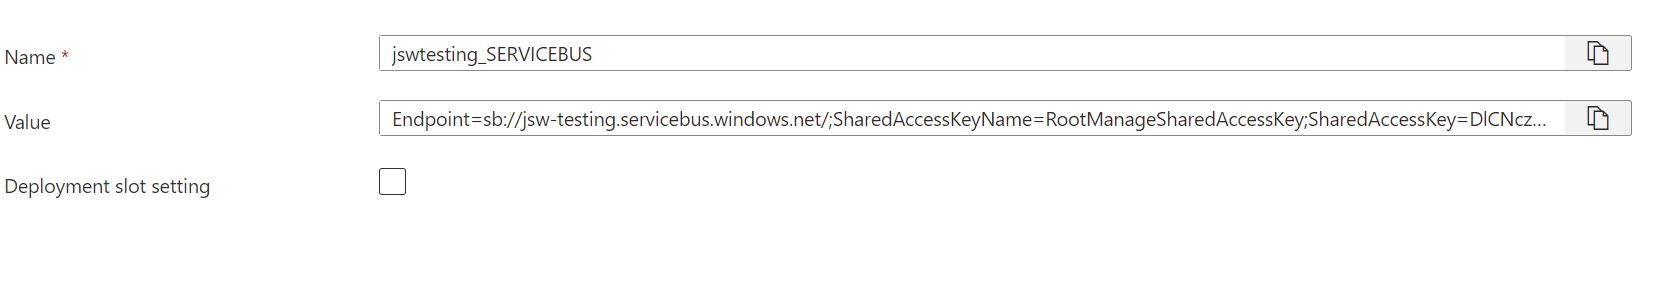 Name *
jswtesting_SERVICEBUS
Value
Endpoint=sb://jsw-testing.servicebus.windows.net/;SharedAccessKeyName=RootManageSharedAccessKey;SharedAccessKey=DlCNcz...
Deployment slot setting